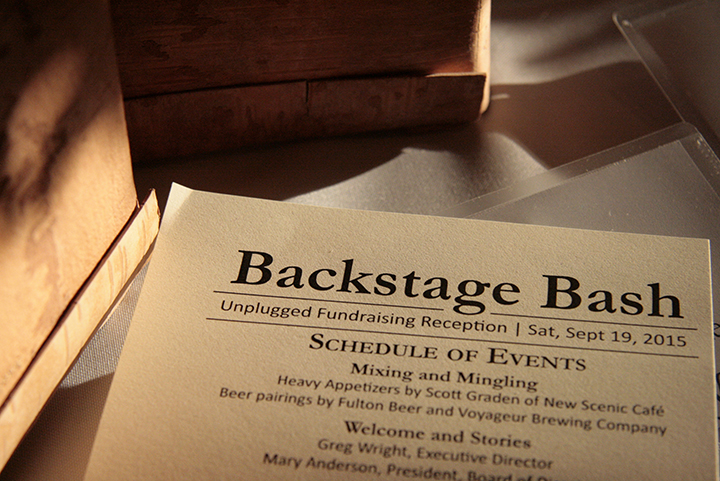 Backstage Bash
Unplugged Fundraising Reception | Sat, Sept 19, 2015
SCHEDULE OF EVENTS
Mixing and Mingling
Heavy Appetizers by Scott Graden of New Scenic Café
Beer pairings by Fulton Beer and Voyageur Brewing Company
Welcome and Stories
Greg Wright, Executive Director
Mary Anderson, President, Board of